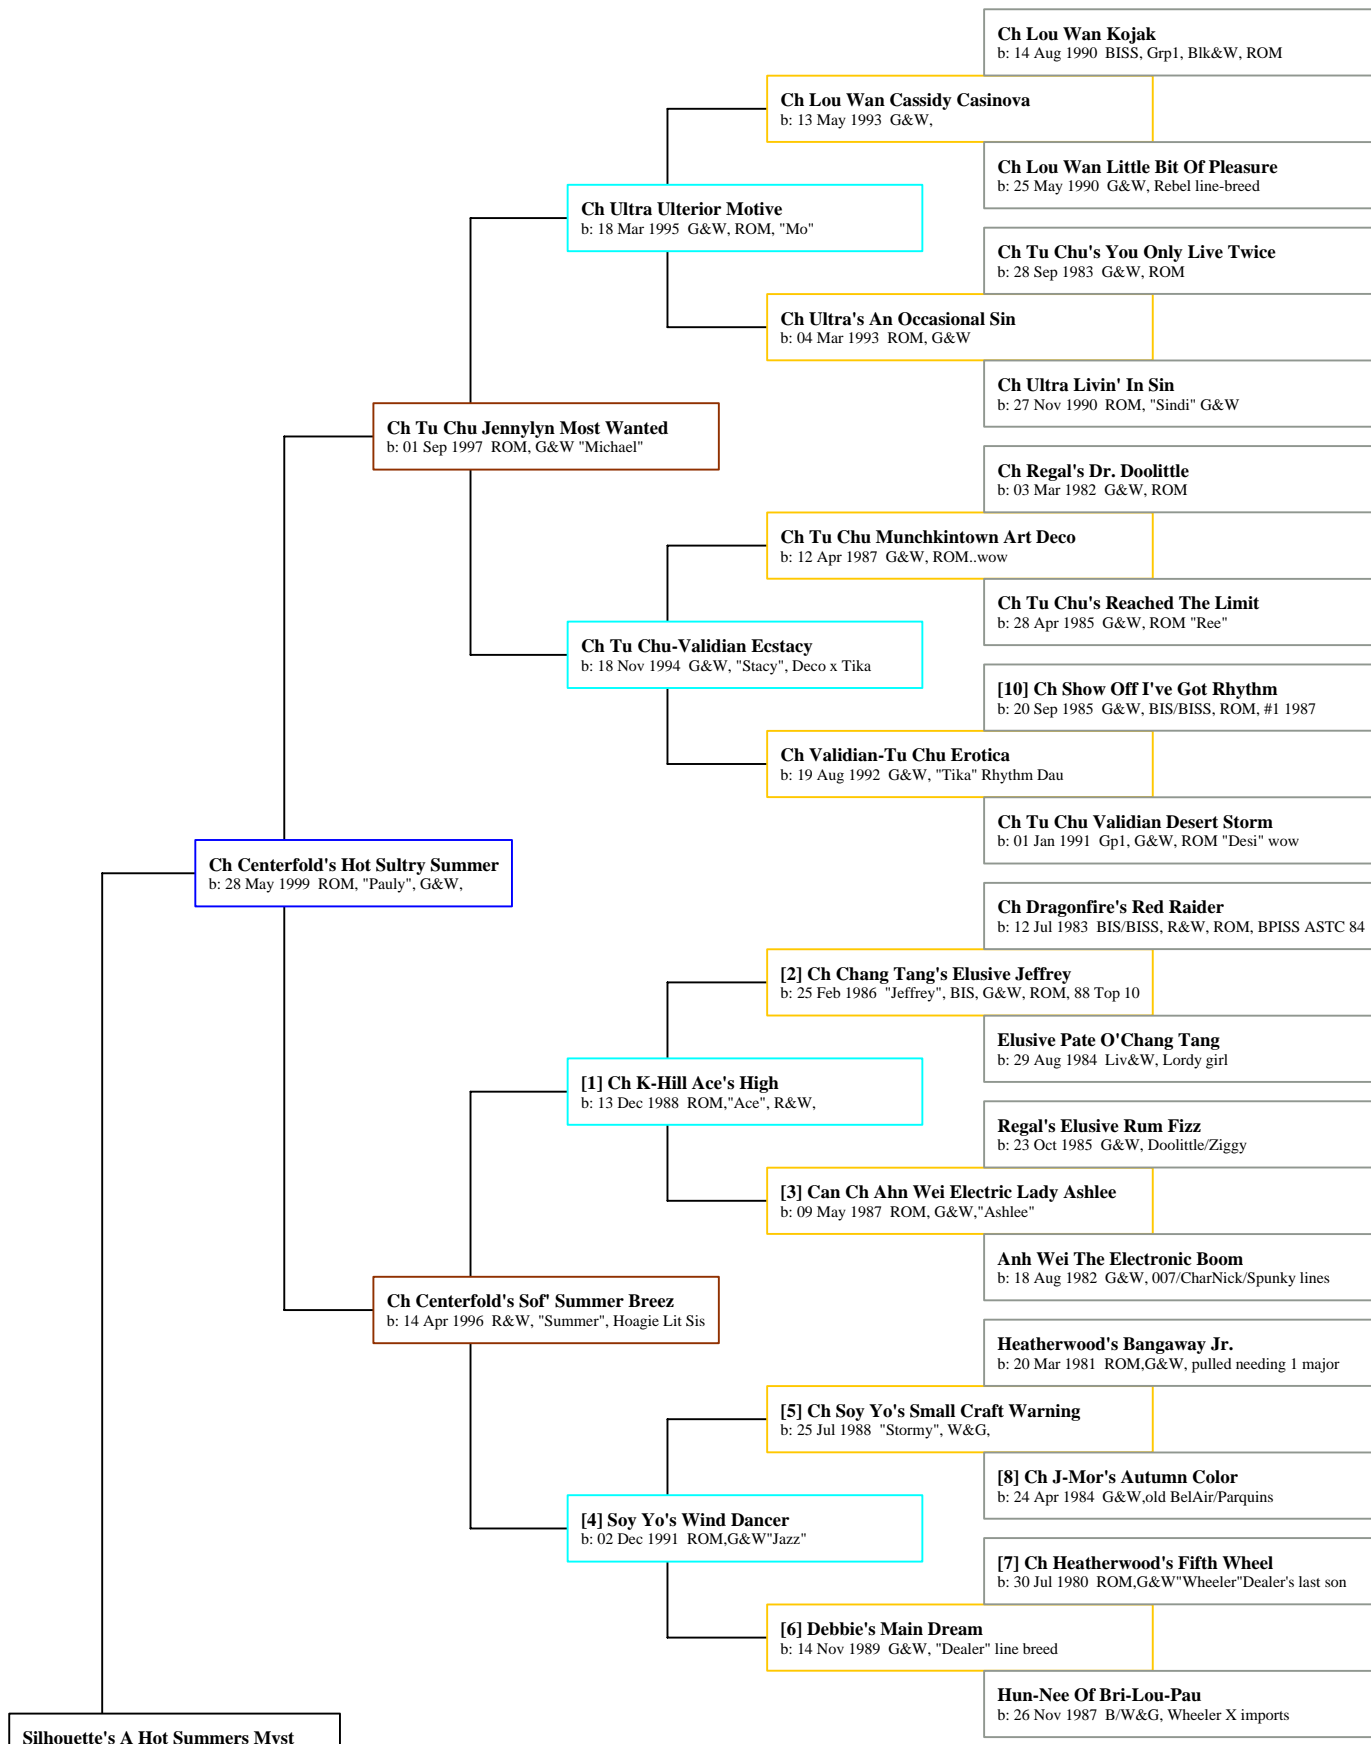 Ch Lou Wan Kojak
b: 14 Aug 1990 BISS, Grp1, Blk&W, ROM
Ch Lou Wan Cassidy Casinova
b: 13 May 1993 G&W,
Ch Lou Wan Little Bit Of Pleasure
b: 25 May 1990 G&W, Rebel line-breed
Ch Ultra Ulterior Motive
b: 18 Mar 1995 G&W, ROM, "Mo"
Ch Tu Chu's You Only Live Twice
b: 28 Sep 1983 G&W, ROM
Ch Ultra's An Occasional Sin
b: 04 Mar 1993 ROM, G&W
Ch Ultra Livin' In Sin
b: 27 Nov 1990 ROM, "Sindi" G&W
Ch Tu Chu Jennylyn Most Wanted
b: 01 Sep 1997 ROM, G&W "Michael"
Ch Regal's Dr. Doolittle
b: 03 Mar 1982 G&W, ROM
Ch Tu Chu Munchkintown Art Deco
b: 12 Apr 1987 G&W, ROM..wow
Ch Tu Chu's Reached The Limit
b: 28 Apr 1985 G&W, ROM "Ree"
Ch Tu Chu-Validian Ecstacy
b: 18 Nov 1994 G&W, "Stacy", Deco x Tika
[10] Ch Show Off I've Got Rhythm
b: 20 Sep 1985 G&W, BIS/BISS, ROM, #1 1987
Ch Validian-Tu Chu Erotica
b: 19 Aug 1992 G&W, "Tika" Rhythm Dau
Ch Tu Chu Validian Desert Storm
b: 01 Jan 1991 Gp1, G&W, ROM "Desi" wow
Ch Centerfold's Hot Sultry Summer
b: 28 May 1999 ROM, "Pauly", G&W,
Ch Dragonfire's Red Raider
b: 12 Jul 1983 BIS/BISS, R&W, ROM, BPISS ASTC 84
[2] Ch Chang Tang's Elusive Jeffrey
b: 25 Feb 1986 "Jeffrey", BIS, G&W, ROM, 88 Top 10
Elusive Pate O'Chang Tang
b: 29 Aug 1984 Liv&W, Lordy girl
[1] Ch K-Hill Ace's High
b: 13 Dec 1988 ROM,"Ace", R&W,
Regal's Elusive Rum Fizz
b: 23 Oct 1985 G&W, Doolittle/Ziggy
[3] Can Ch Ahn Wei Electric Lady Ashlee
b: 09 May 1987 ROM, G&W,"Ashlee"
Anh Wei The Electronic Boom
b: 18 Aug 1982 G&W, 007/CharNick/Spunky lines
Ch Centerfold's Sof' Summer Breez
b: 14 Apr 1996 R&W, "Summer", Hoagie Lit Sis
Heatherwood's Bangaway Jr.
b: 20 Mar 1981 ROM,G&W, pulled needing 1 major
[5] Ch Soy Yo's Small Craft Warning
b: 25 Jul 1988 "Stormy", W&G,
[8] Ch J-Mor's Autumn Color
b: 24 Apr 1984 G&W,old BelAir/Parquins
[4] Soy Yo's Wind Dancer
b: 02 Dec 1991 ROM,G&W"Jazz"
[7] Ch Heatherwood's Fifth Wheel
b: 30 Jul 1980 ROM,G&W"Wheeler"Dealer's last son
[6] Debbie's Main Dream
b: 14 Nov 1989 G&W, "Dealer" line breed
Hun-Nee Of Bri-Lou-Pau
b: 26 Nov 1987 B/W&G, Wheeler X imports
Silhouette's A Hot Summers Myst